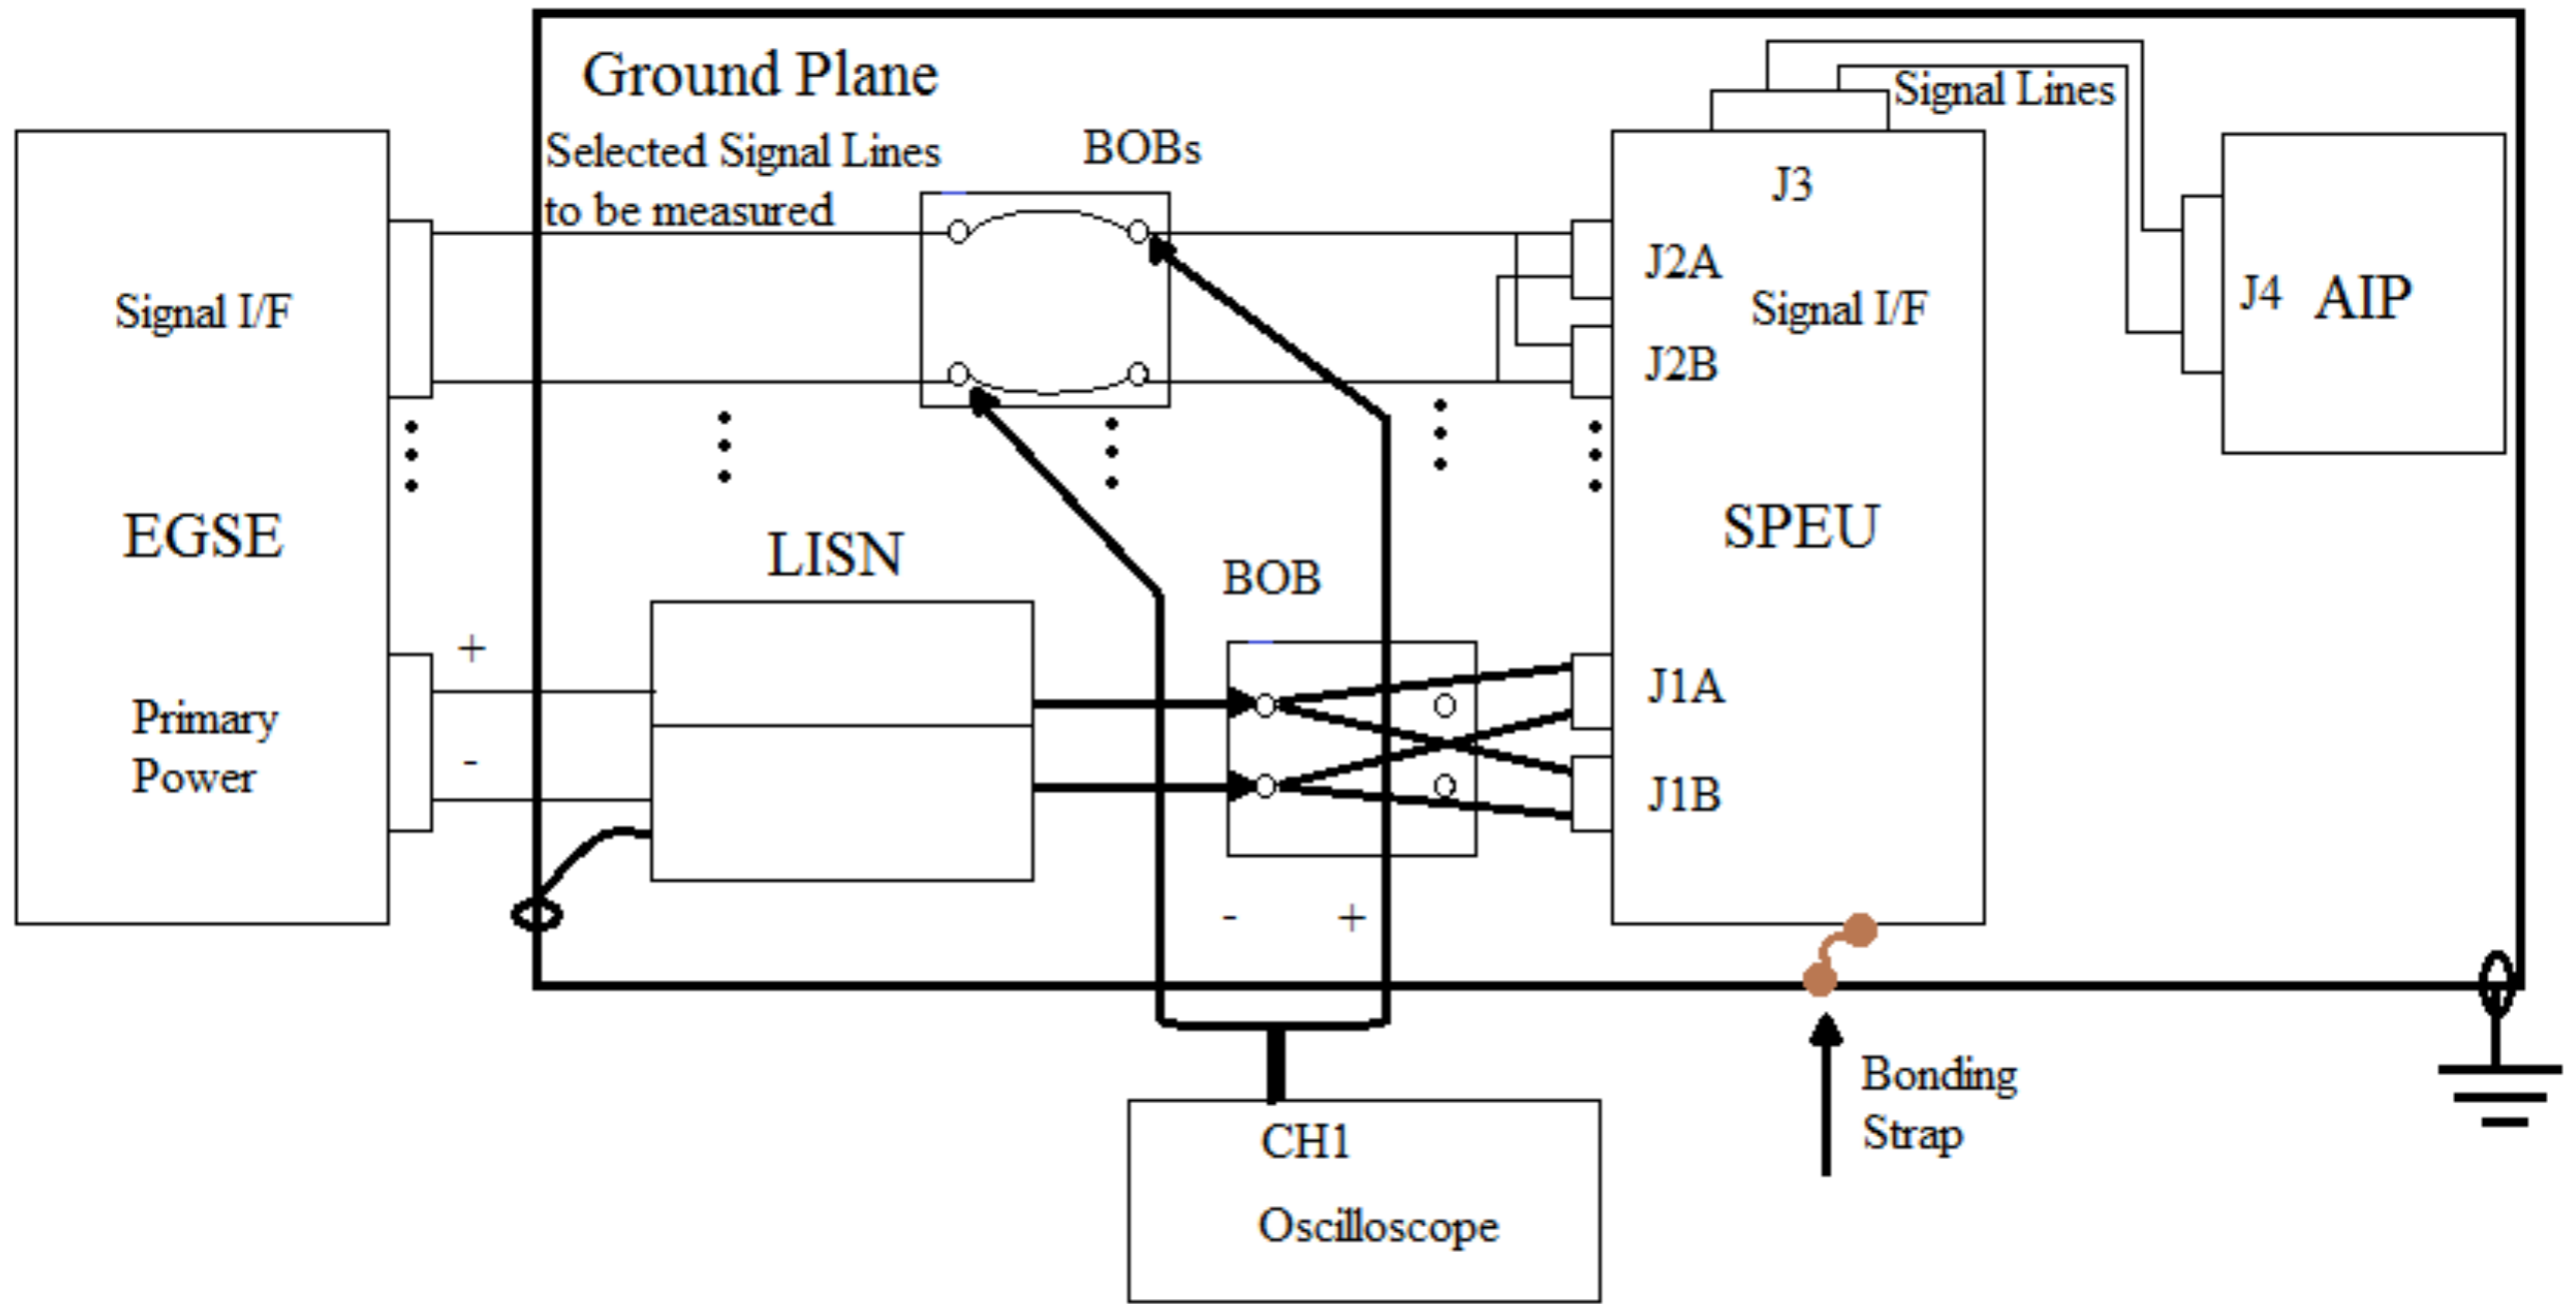 Ground Plane
Selected Signal Lines
to be measured
BOBs
Signal Lines
Signal I/F
EGSE
Primary
Power
+
-
LISN
BOB
- +
J3
J2A
Signal I/F
J2B
SPEU
J1A
J1B
J4 AIP
CH1
Oscilloscope
Bonding
Strap